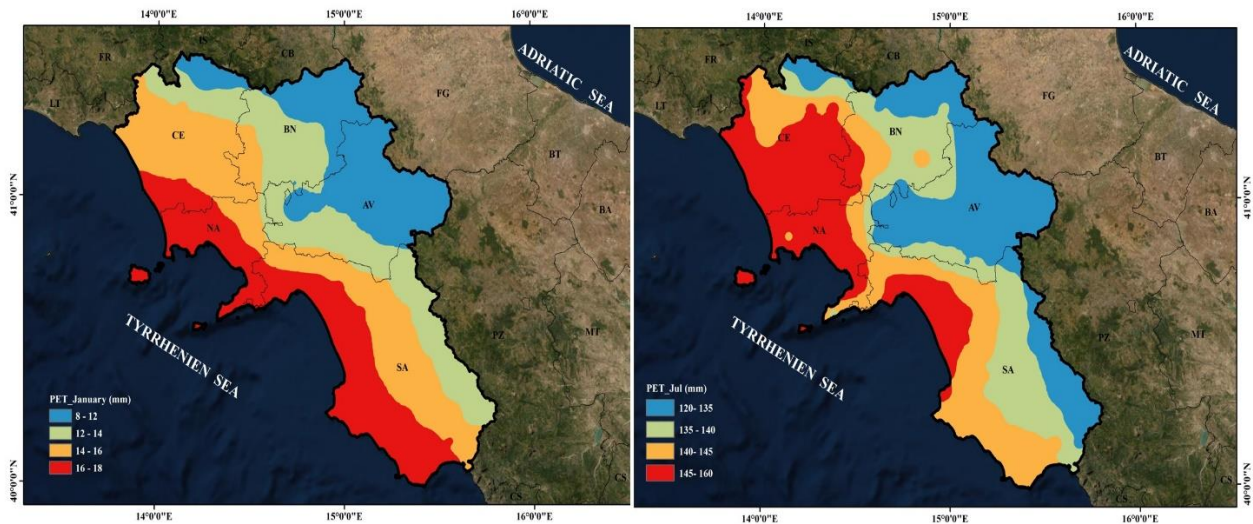 14°0'0"E 15°0'0"E 16°0'0"E
FR
IS
CB
LT
FG
ADRIATIC SEA
CE
BN
BT
BA
AV
NA
TYRRHENIEN SEA
PZ
MT
SA
CS
CS
PET_January (mm)
8 - 12
12 - 14
14 - 16
16 - 18
40°0'0"N
14°0'0"E 15°0'0"E 16°0'0"E
14°0'0"E 15°0'0"E 16°0'0"E
FR
IS
CB
LT
FG
ADRIATIC SEA
CE
BN
BT
BA
AV
NA
TYRRHENIEN SEA
PZ
MT
SA
CS
CS
PET_Jul (mm)
120- 135
135 - 140
140 - 145
145 - 160
41°0'0"N
40°0'0"N
14°0'0"E 15°0'0"E 16°0'0"E
41°0'0"N